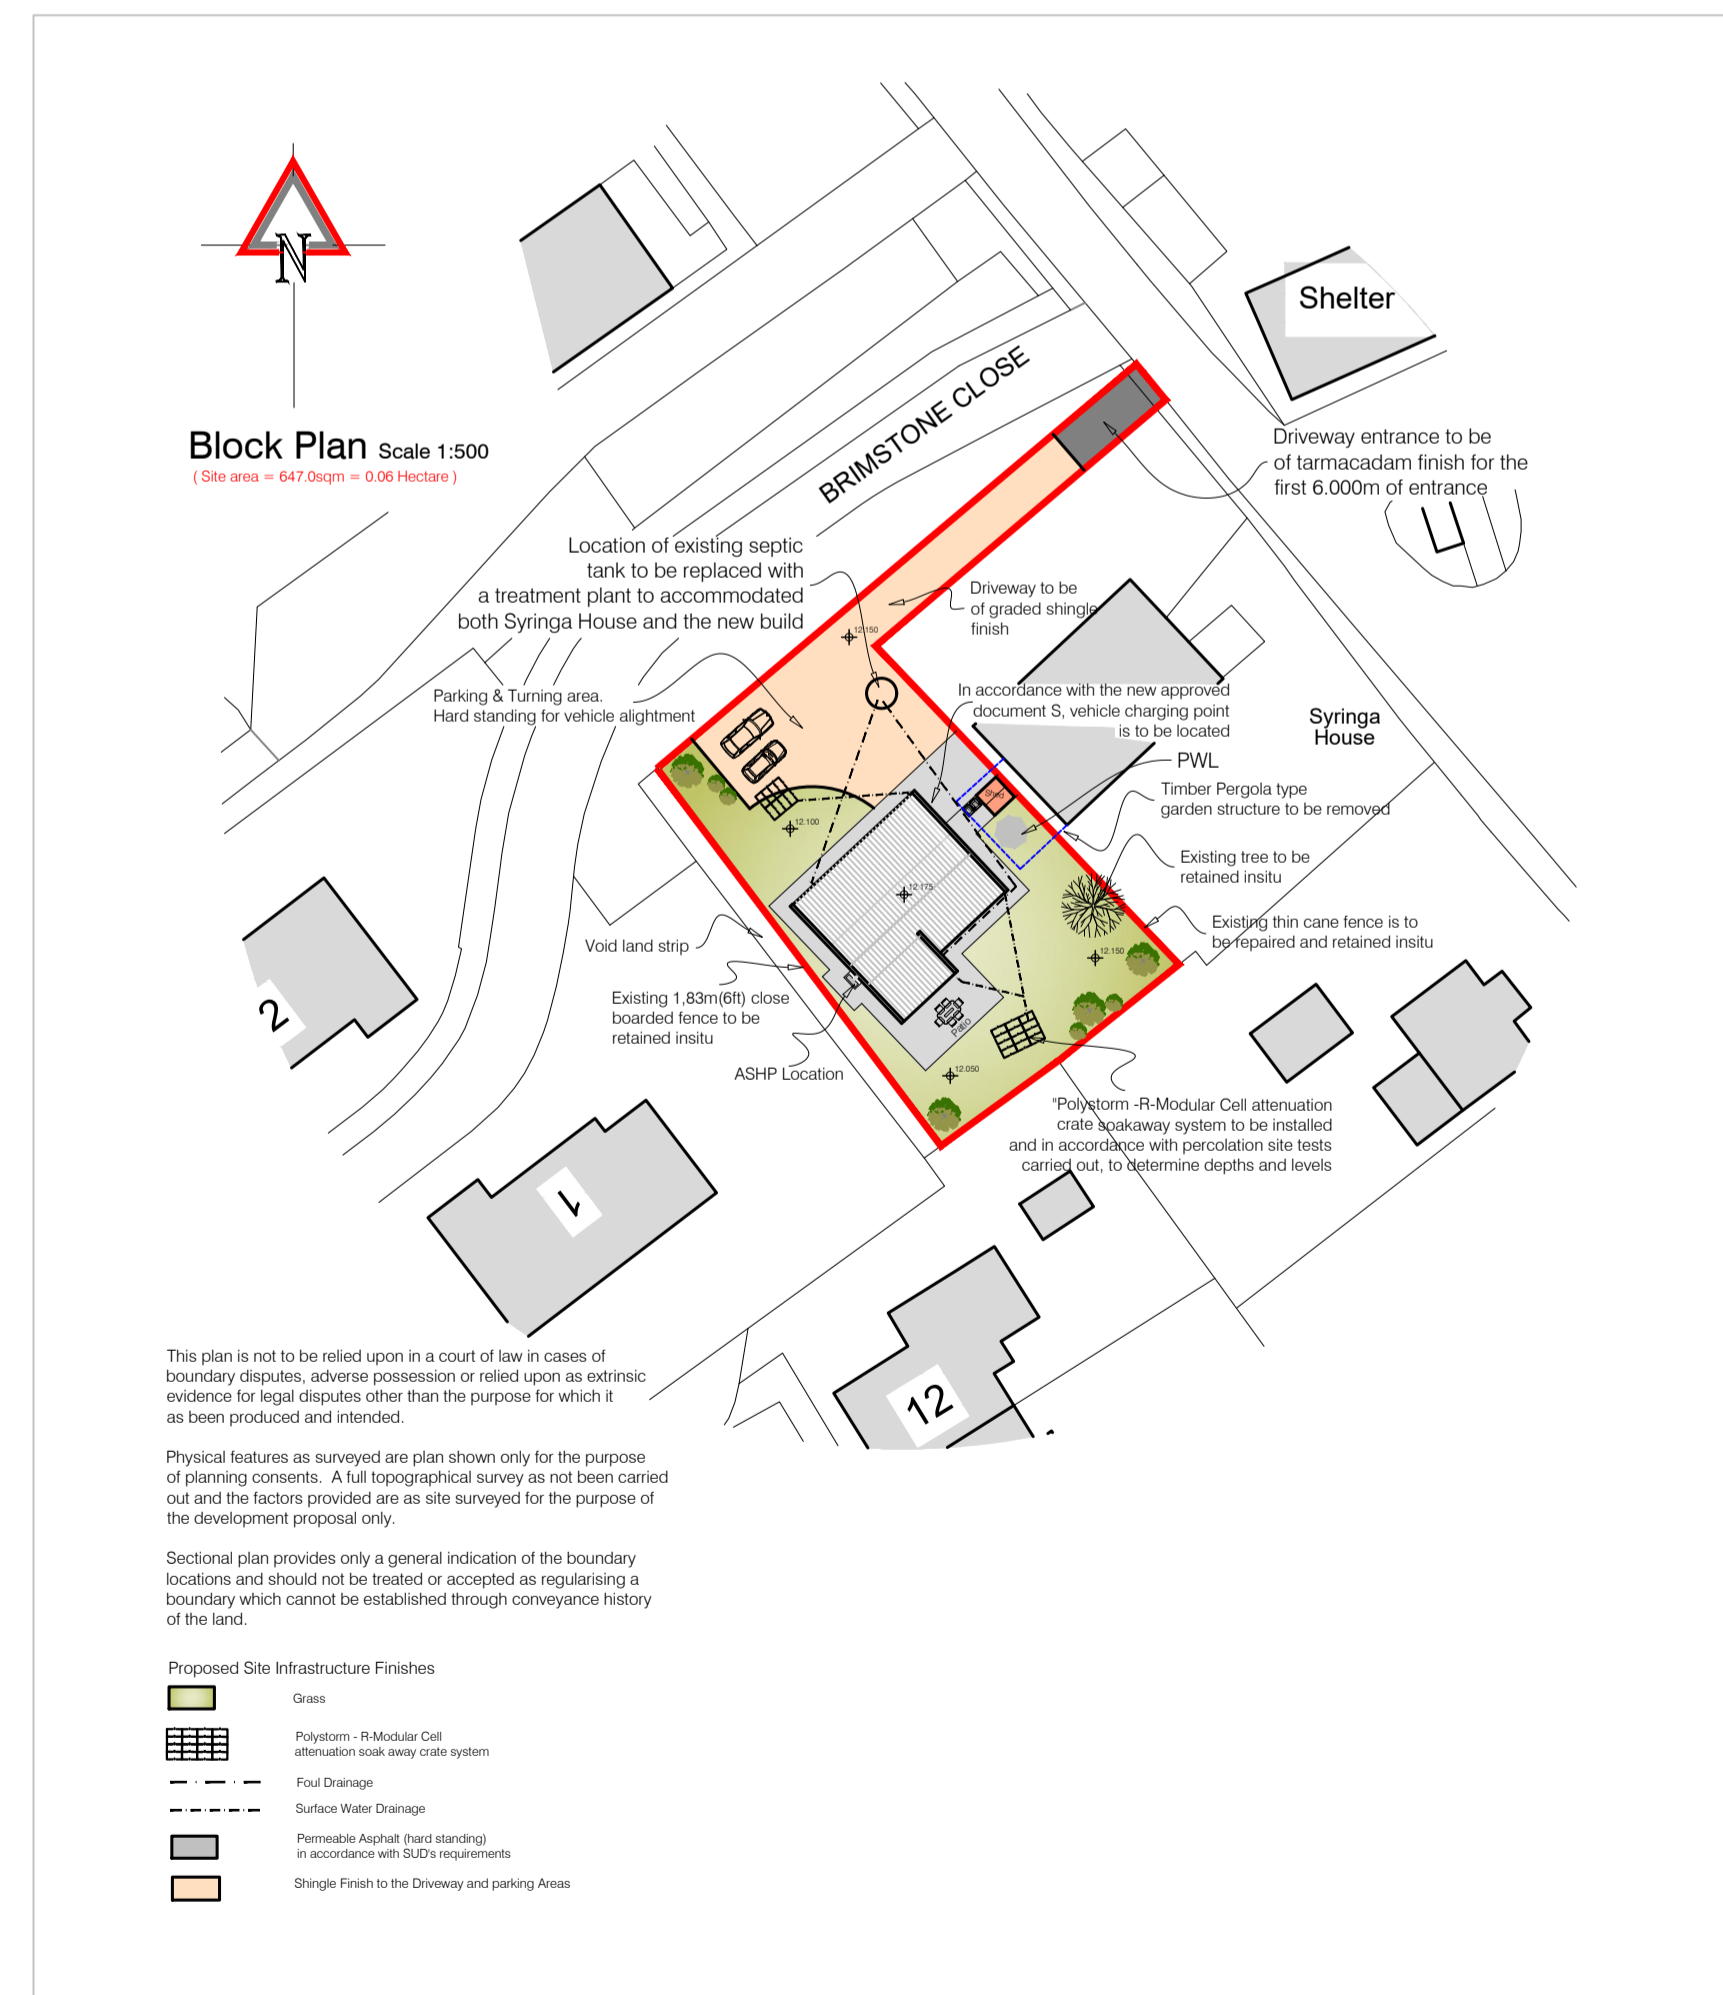 N
Block Plan Scale 1:500
( Site area = 647.0sqm = 0.06 Hectare )
Shelter
BRIMSTONE CLOSE
Driveway entrance to be
of tarmacadam finish for the
first 6.000m of entrance
Location of existing septic
tank to be replaced with
a treatment plant to accommodated
both Syringa House and the new build
Driveway to be
of graded shingle
finish
12.150
Parking & Turning area.
Hard standing for vehicle alightment
In accordance with the new approved
document S, vehicle charging point
is to be located
Syringa
House
PWL
Timber Pergola type
garden structure to be removed
Shed
12.100
Existing tree to be
retained insitu
12.175
Existing thin cane fence is to
be repaired and retained insitu
Void land strip
12.150
Existing 1,83m(6ft) close
boarded fence to be
retained insitu
Patio
ASHP Location
12.050
"Polystorm -R-Modular Cell attenuation
crate soakaway system to be installed
and in accordance with percolation site tests
carried out, to determine depths and levels
2
1
12
This plan is not to be relied upon in a court of law in cases of
boundary disputes, adverse possession or relied upon as extrinsic
evidence for legal disputes other than the purpose for which it
as been produced and intended.
Physical features as surveyed are plan shown only for the purpose
of planning consents.  A full topographical survey as not been carried
out and the factors provided are as site surveyed for the purpose of
the development proposal only.
Sectional plan provides only a general indication of the boundary
locations and should not be treated or accepted as regularising a
boundary which cannot be established through conveyance history
of the land.
Proposed Site Infrastructure Finishes
Grass
Polystorm - R-Modular Cell
attenuation soak away crate system
Foul Drainage
Surface Water Drainage
Permeable Asphalt (hard standing)
in accordance with SUD's requirements
Shingle Finish to the Driveway and parking Areas